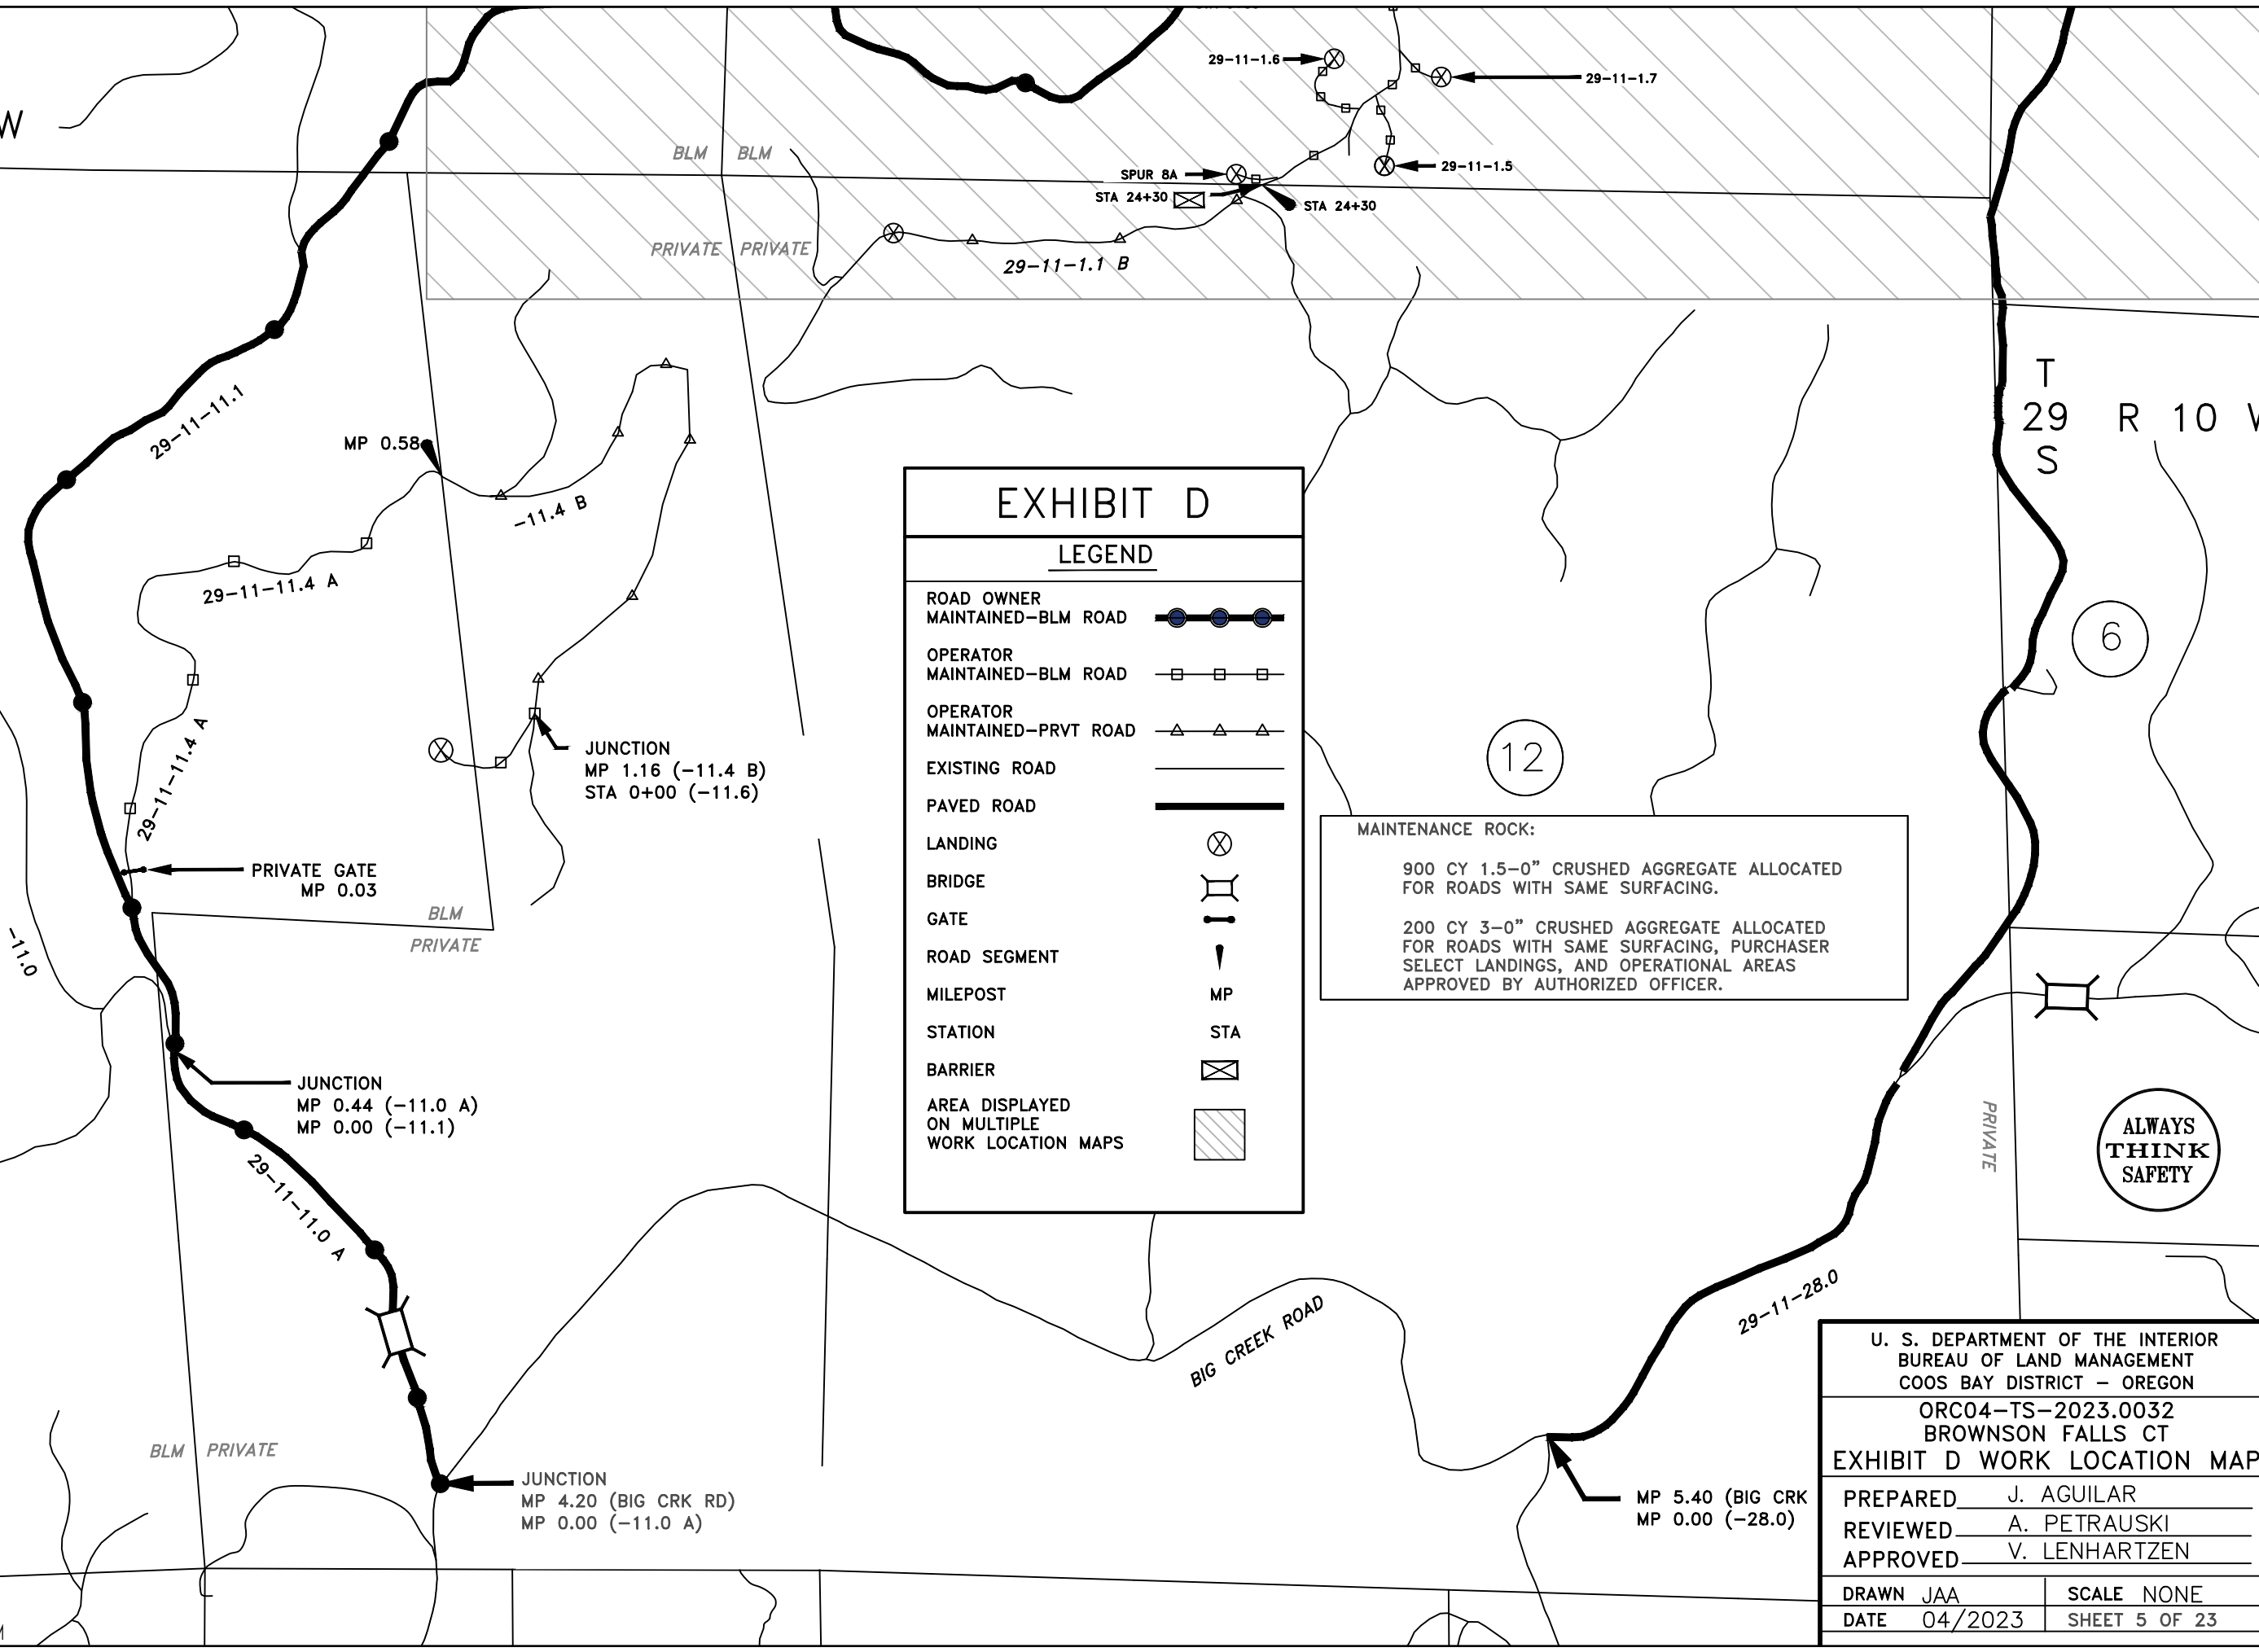 W
29-11-1.6
29-11-1.7
BLM BLM
SPUR 8A
29-11-1.5
STA 24+30
STA 24+30
PRIVATE PRIVATE
29-11-1.1 B
29-11-11.1
MP 0.58
-11.4 B
29-11-11.4 A
29-11-11.4 A
T
29 R 10 W
S
6
12
JUNCTION
MP 1.16 (-11.4 B)
STA 0+00 (-11.6)
PRIVATE GATE
MP 0.03
BLM
PRIVATE
-11.0
JUNCTION
MP 0.44 (-11.0 A)
MP 0.00 (-11.1)
29-11-11.0 A
BLM PRIVATE
JUNCTION
MP 4.20 (BIG CRK RD)
MP 0.00 (-11.0 A)
EXHIBIT D
LEGEND
ROAD OWNER
MAINTAINED-BLM ROAD
OPERATOR
MAINTAINED-BLM ROAD
OPERATOR
MAINTAINED-PRVT ROAD
EXISTING ROAD
PAVED ROAD
LANDING
BRIDGE
GATE
ROAD SEGMENT
MILEPOST MP
STATION STA
BARRIER
AREA DISPLAYED
ON MULTIPLE
WORK LOCATION MAPS
MAINTENANCE ROCK:
900 CY 1.5-0" CRUSHED AGGREGATE ALLOCATED
FOR ROADS WITH SAME SURFACING.
200 CY 3-0" CRUSHED AGGREGATE ALLOCATED
FOR ROADS WITH SAME SURFACING, PURCHASER
SELECT LANDINGS, AND OPERATIONAL AREAS
APPROVED BY AUTHORIZED OFFICER.
PRIVATE
ALWAYS
THINK
SAFETY
BIG CREEK ROAD
29-11-28.0
MP 5.40 (BIG CRK
MP 0.00 (-28.0)
U. S. DEPARTMENT OF THE INTERIOR
BUREAU OF LAND MANAGEMENT
COOS BAY DISTRICT - OREGON
ORC04-TS-2023.0032
BROWNSON FALLS CT
EXHIBIT D WORK LOCATION MAP
PREPARED J. AGUILAR
REVIEWED A. PETRAUSKI
APPROVED V. LENHARTZEN
DRAWN JAA SCALE NONE
DATE 04/2023 SHEET 5 OF 23